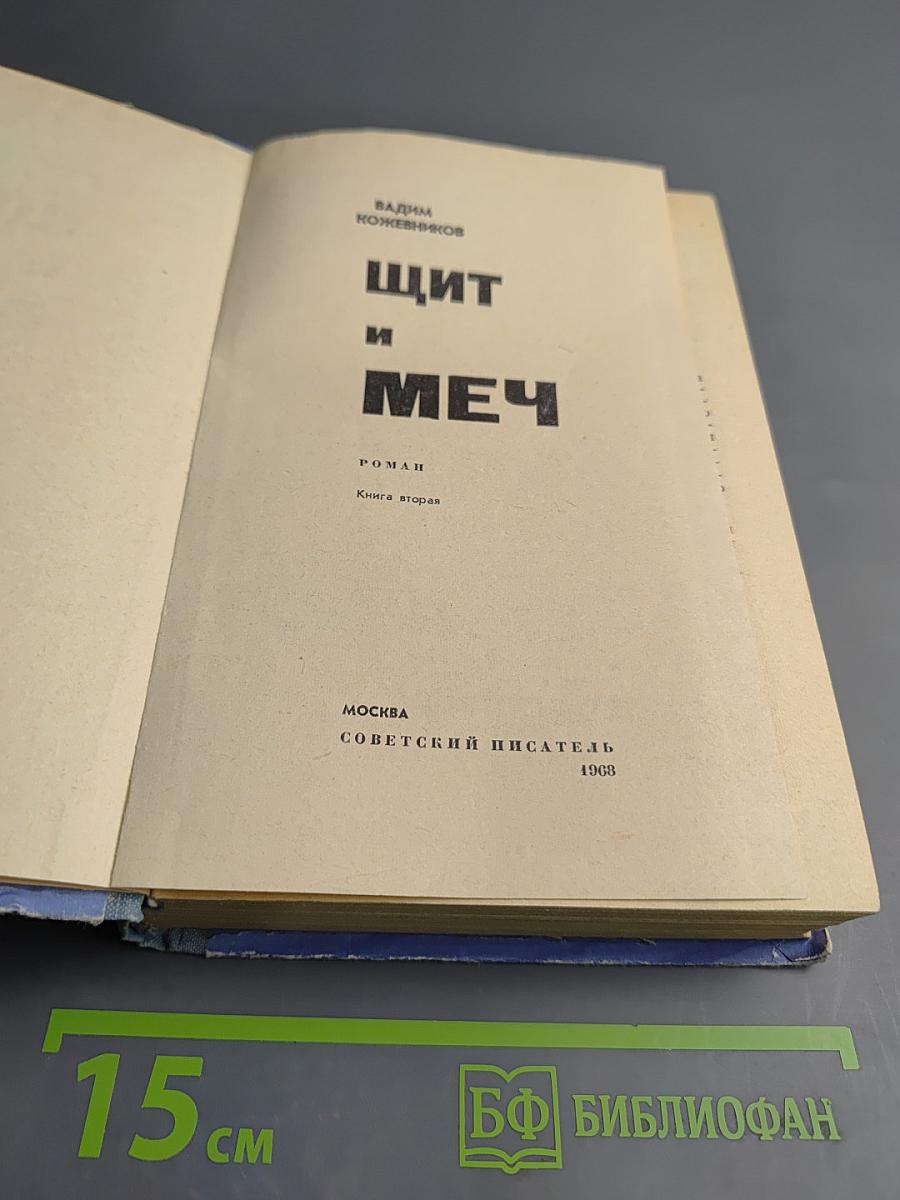 ВАДИМ
КОЖЕВНИКОВ
ЩИТ
и
МЕЧ
РОМАН
Книга вторая
МОСКВА
СОВЕТСКИЙ ПИСАТЕЛЬ
1968
15 см
БФ БИБЛИОФАН